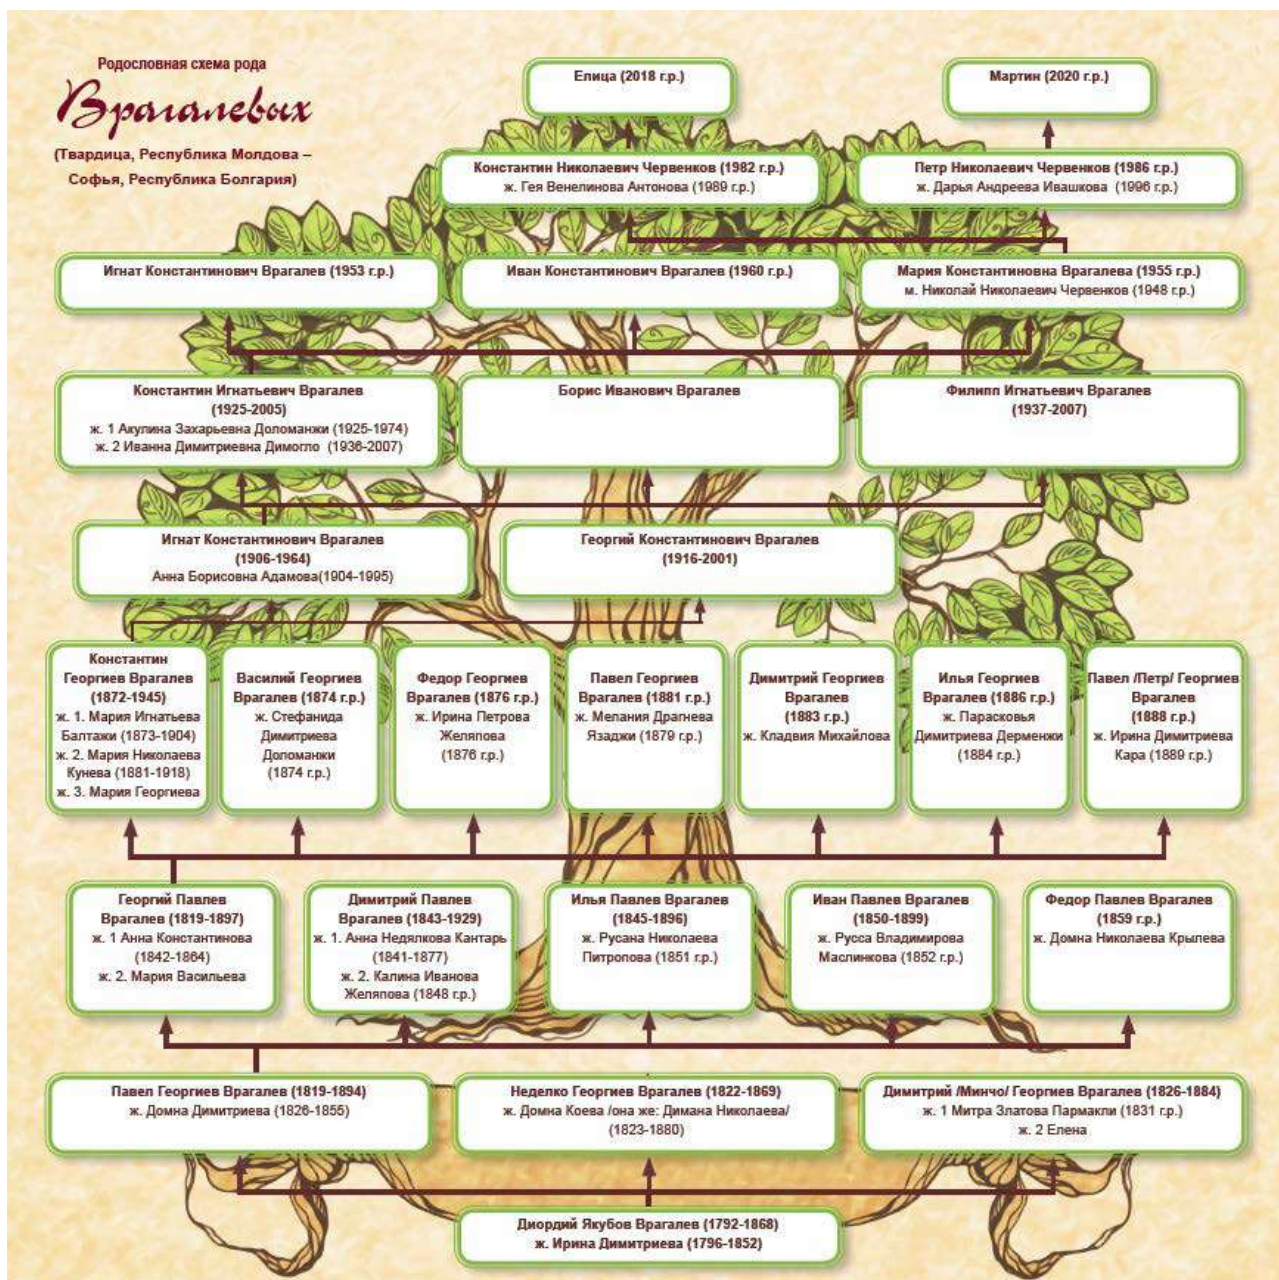 Родословная схема рода
Врагалевых
(Твардица, Республика Молдова –
Софья, Республика Болгария)
Елица (2018 г.р.)
Мартин (2020 г.р.)
Константин Николаевич Червенков (1982 г.р.)
ж. Гея Венелинова Антонова (1989 г.р.)
Петр Николаевич Червенков (1986 г.р.)
ж. Дарья Андреева Ивашкова (1996 г.р.)
Игнат Константинович Врагалев (1953 г.р.)
Иван Константинович Врагалев (1960 г.р.)
Мария Константиновна Врагалева (1955 г.р.)
м. Николай Николаевич Червенков (1948 г.р.)
Константин Игнатьевич Врагалев
(1925-2005)
ж. 1 Акулина Захарьевна Доломанжи (1925-1974)
ж. 2 Иванна Димитриевна Димогло (1936-2007)
Борис Иванович Врагалев
Филипп Игнатьевич Врагалев
(1937-2007)
Игнат Константинович Врагалев
(1906-1964)
Анна Борисовна Адамова(1904-1995)
Георгий Константинович Врагалев
(1916-2001)
Константин
Георгиев Врагалев
(1872-1945)
ж. 1. Мария Игнатьева
Балтажи (1873-1904)
ж. 2. Мария Николаева
Кунева (1881-1918)
ж. 3. Мария Георгиева
Василий Георгиев
Врагалев (1874 г.р.)
ж. Стефанида
Димитриева
Доломанжи
(1874 г.р.)
Федор Георгиев
Врагалев (1876 г.р.)
ж. Ирина Петрова
Желяпова
(1876 г.р.)
Павел Георгиев
Врагалев (1881 г.р.)
ж. Мелания Драгнева
Язаджи (1879 г.р.)
Димитрий Георгиев
Врагалев
(1883 г.р.)
ж. Кладвия Михайлова
Илья Георгиев
Врагалев (1886 г.р.)
ж. Парасковья
Димитриева Дерменжи
(1884 г.р.)
Павел /Петр/ Георгиев
Врагалев
(1888 г.р.)
ж. Ирина Димитриева
Кара (1889 г.р.)
Георгий Павлев
Врагалев (1819-1897)
ж. 1 Анна Константинова
(1842-1864)
ж. 2. Мария Васильева
Димитрий Павлев
Врагалев (1843-1929)
ж. 1. Анна Недялкова Кантарь
(1841-1877)
ж. 2. Калина Иванова
Желяпова (1848 г.р.)
Илья Павлев Врагалев
(1845-1896)
ж. Русана Николаева
Питропова (1851 г.р.)
Иван Павлев Врагалев
(1850-1899)
ж. Русса Владимирова
Маслинкова (1852 г.р.)
Федор Павлев Врагалев
(1859 г.р.)
ж. Домна Николаева Крылева
Павел Георгиев Врагалев (1819-1894)
ж. Домна Димитриева (1826-1855)
Неделко Георгиев Врагалев (1822-1869)
ж. Домна Коева /она же: Димана Николаева/
(1823-1880)
Димитрий /Минчо/ Георгиев Врагалев (1826-1884)
ж. 1 Митра Златова Пармакли (1831 г.р.)
ж. 2 Елена
Диордий Якубов Врагалев (1792-1868)
ж. Ирина Димитриева (1796-1852)